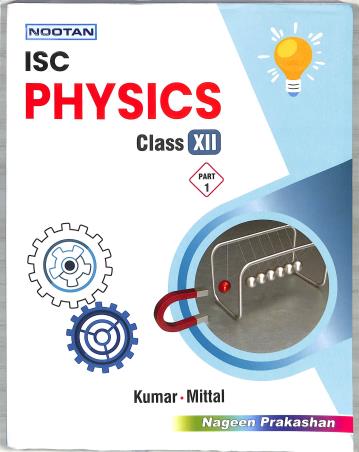 NOOTAN
ISC
PHYSICS
Class XII
PART
1
Kumar • Mittal
Nageen Prakashan